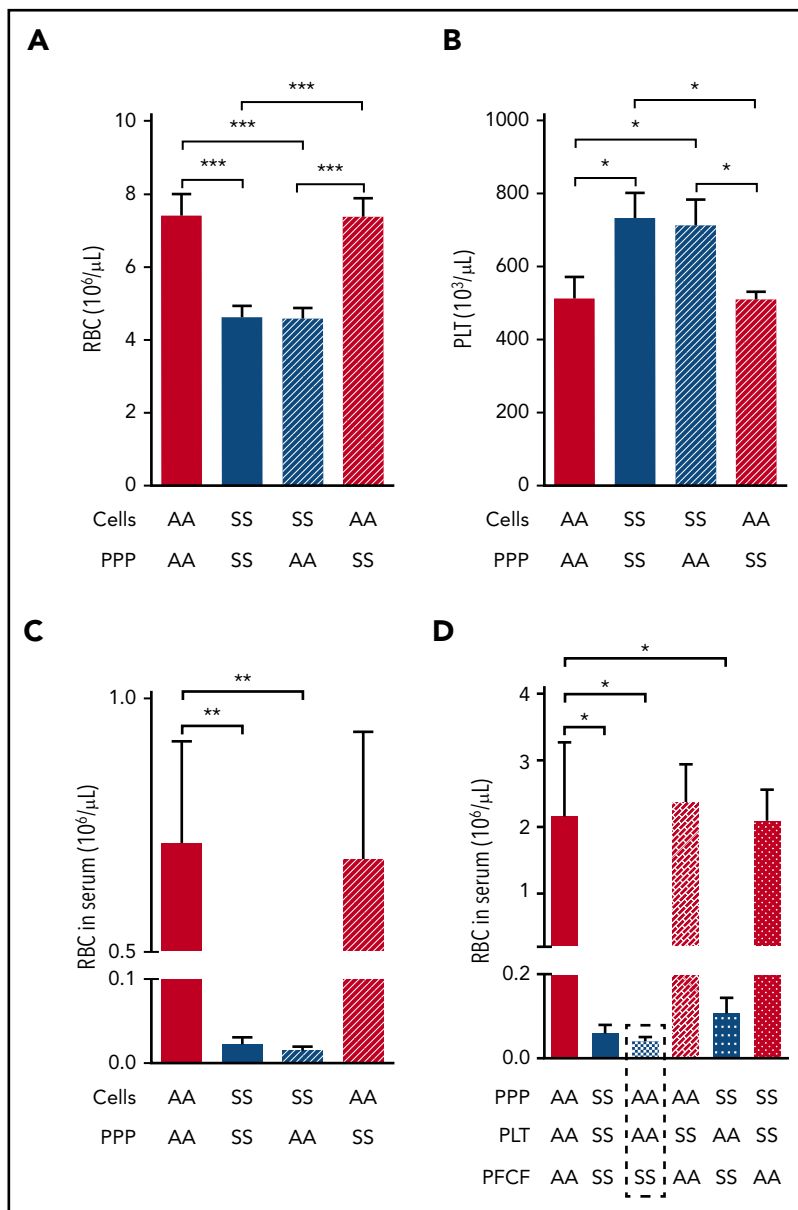 A
RBC (10⁶/μL)
10
8
6
4
2
0
***
***
***
***
Cells AA SS SS AA
PPP AA SS AA SS
B
PLT (10³/μL)
1000
800
600
400
200
0
*
*
*
*
Cells AA SS SS AA
PPP AA SS AA SS
C
RBC in serum (10⁶/μL)
1.0
0.5
0.1
0.0
**
**
Cells AA SS SS AA
PPP AA SS AA SS
D
RBC in serum (10⁶/μL)
4
3
2
1
0.2
0.0
*
*
*
PPP AA SS AA AA SS SS
PLT AA SS AA SS AA SS
PFCF AA SS SS AA SS AA